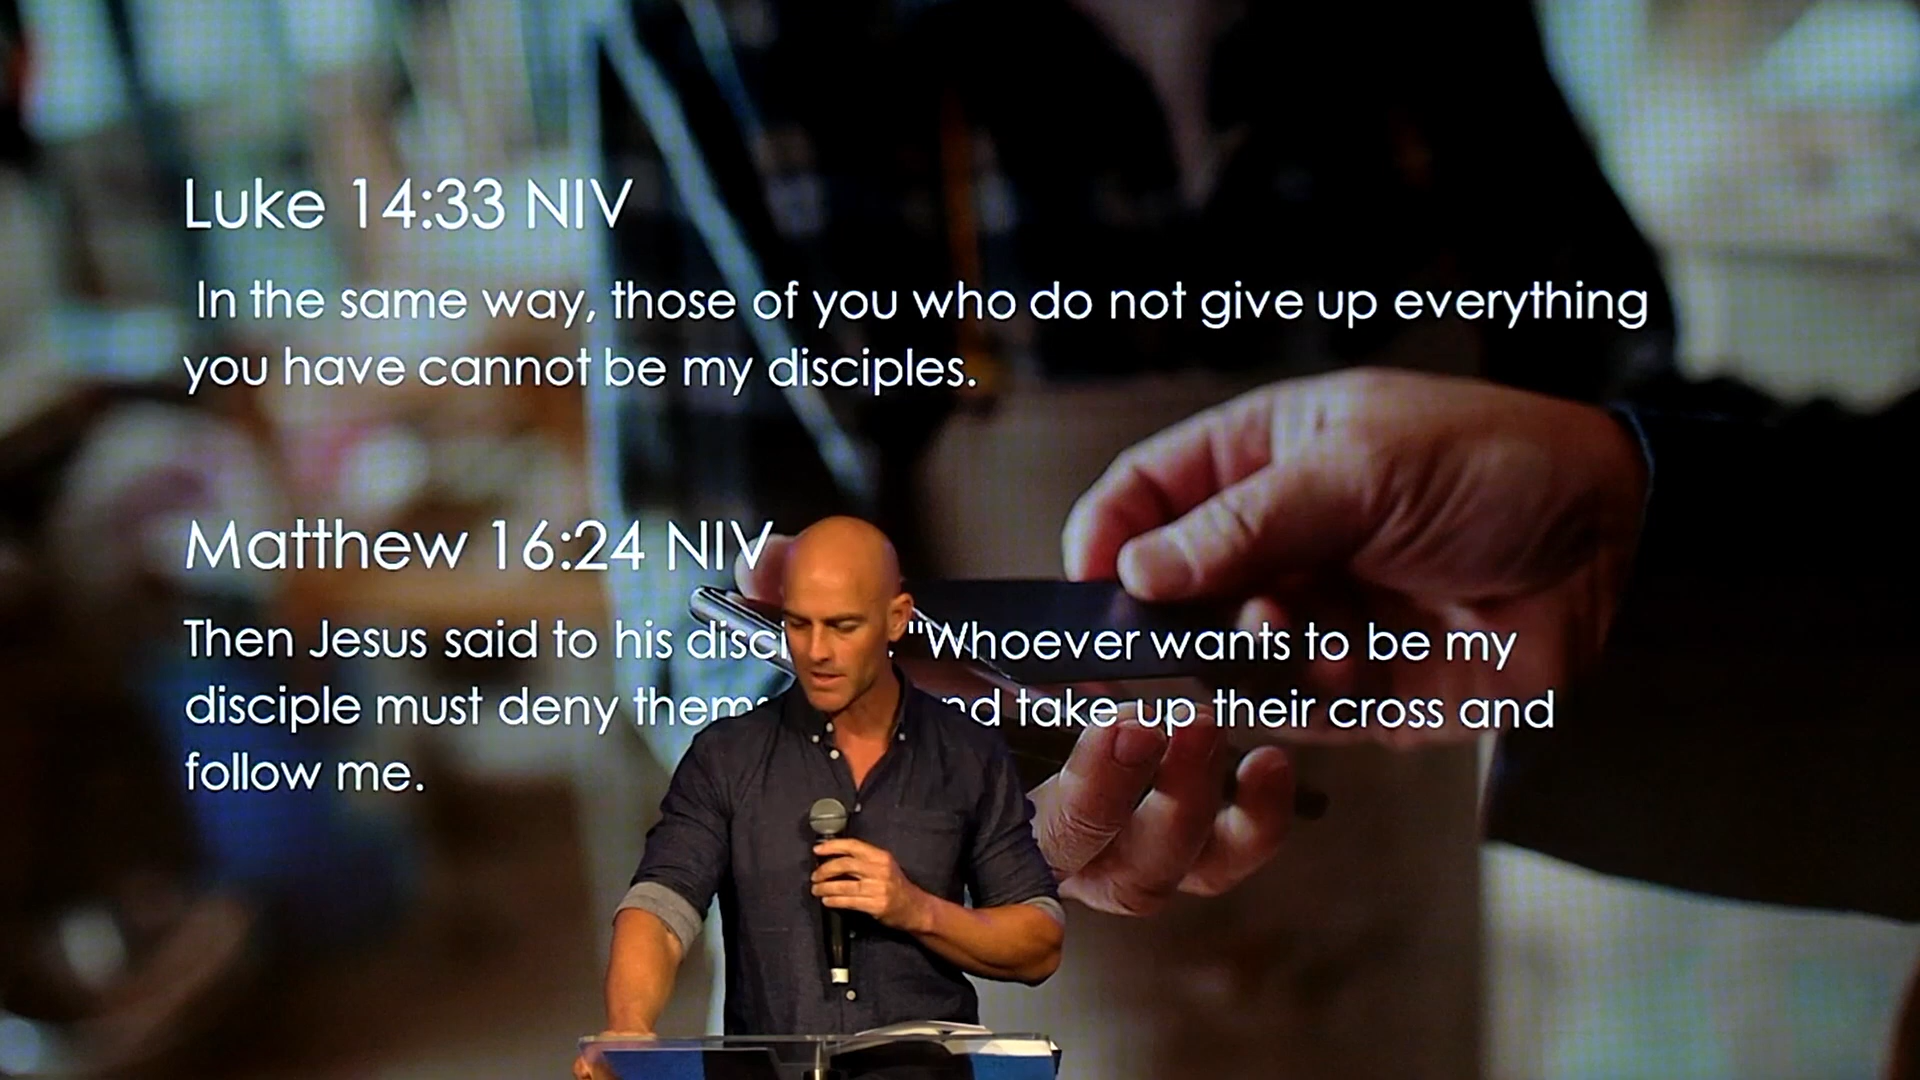 Luke 14:33 NIV
In the same way, those of you who do not give up everything
you have cannot be my disciples.
Matthew 16:24 NIV
Then Jesus said to his "Whoever wants to be my
disciple must deny take up their cross and
follow me.